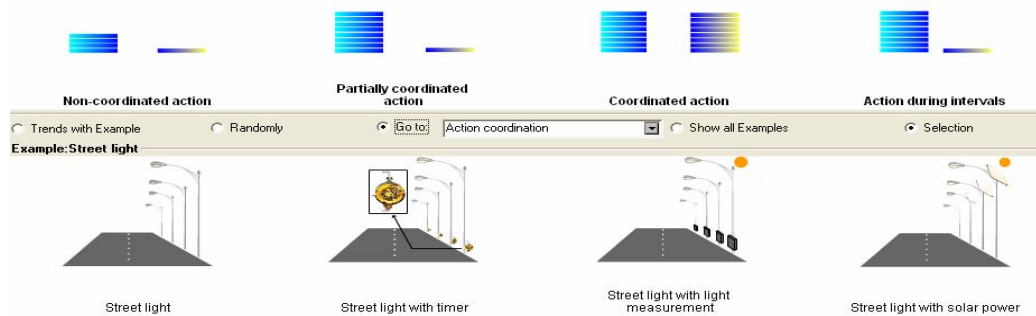 Non-coordinated action
Partially coordinated
action
Coordinated action
Action during intervals
Trends with Example
Randomly
Go to:
Action coordination
Show all Examples
Selection
Example:Street light
Street light
Street light with timer
Street light with light
measurement
Street light with solar power